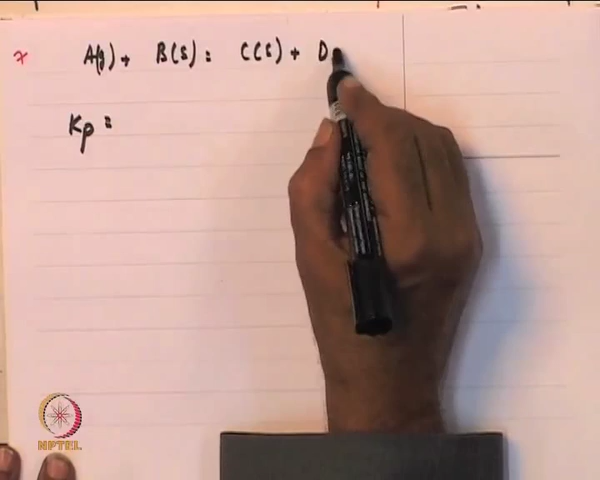 x A(g) + B(s) = C(s) + D
Kp =
NPTEL